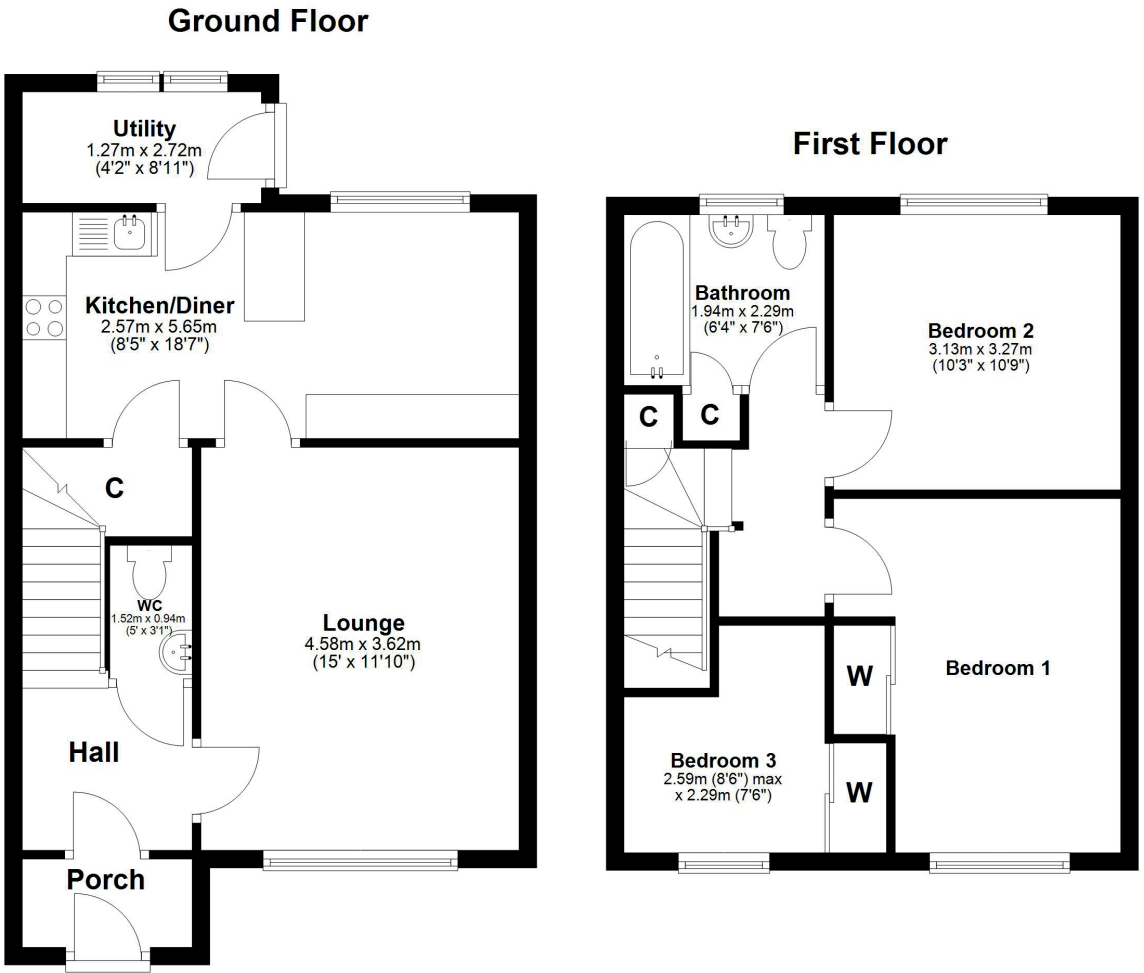 Ground Floor
Utility
1.27m x 2.72m
(4'2" x 8'11")
Kitchen/Diner
2.57m x 5.65m
(8'5" x 18'7")
C
WC
1.52m x 0.94m
(5' x 3'1")
Lounge
4.58m x 3.62m
(15' x 11'10")
Hall
Porch
First Floor
Bathroom
1.94m x 2.29m
(6'4" x 7'6")
Bedroom 2
3.13m x 3.27m
(10'3" x 10'9")
C
C
Bedroom 1
W
Bedroom 3
2.59m (8'6") max
x 2.29m (7'6")
W